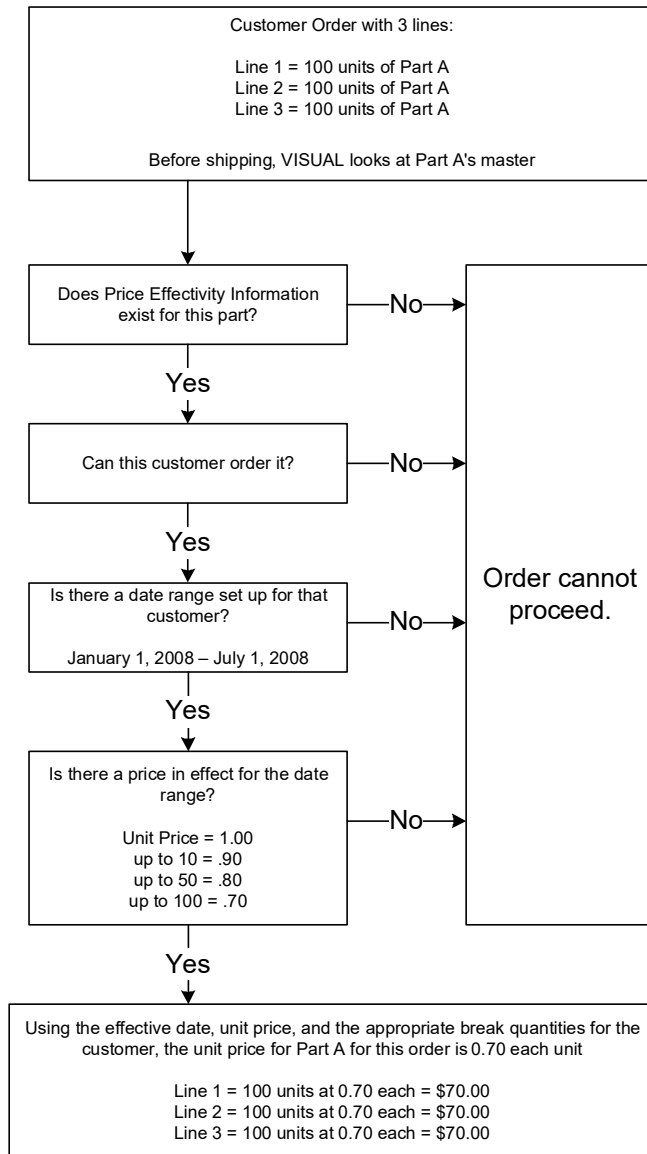 Customer Order with 3 lines:
Line 1 = 100 units of Part A
Line 2 = 100 units of Part A
Line 3 = 100 units of Part A
Before shipping, VISUAL looks at Part A's master
Does Price Effectivity Information
exist for this part?
No
Yes
Can this customer order it?
No
Yes
Is there a date range set up for that
customer?
January 1, 2008 – July 1, 2008
No
Order cannot
proceed.
Yes
Is there a price in effect for the date
range?
Unit Price = 1.00
up to 10 = .90
up to 50 = .80
up to 100 = .70
No
Yes
Using the effective date, unit price, and the appropriate break quantities for the
customer, the unit price for Part A for this order is 0.70 each unit
Line 1 = 100 units at 0.70 each = $70.00
Line 2 = 100 units at 0.70 each = $70.00
Line 3 = 100 units at 0.70 each = $70.00